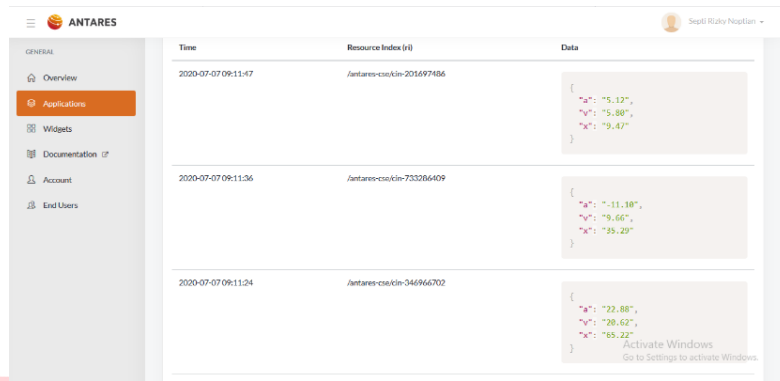 ANTARES
Septi Rizky Noptian
GENERAL
Overview
Applications
Widgets
Documentation
Account
End Users
Time Resource Index (ri) Data
2020-07-07 09:11:47 /antares-cse/cin-201697486
{
"a": "5.12",
"v": "5.80",
"x": "9.47"
}
2020-07-07 09:11:36 /antares-cse/cin-733286409
{
"a": "-11.10",
"v": "9.66",
"x": "35.29"
}
2020-07-07 09:11:24 /antares-cse/cin-346966702
{
"a": "22.88",
"v": "20.62",
"x": "65.22"
}
Activate Windows
Go to Settings to activate Windows.